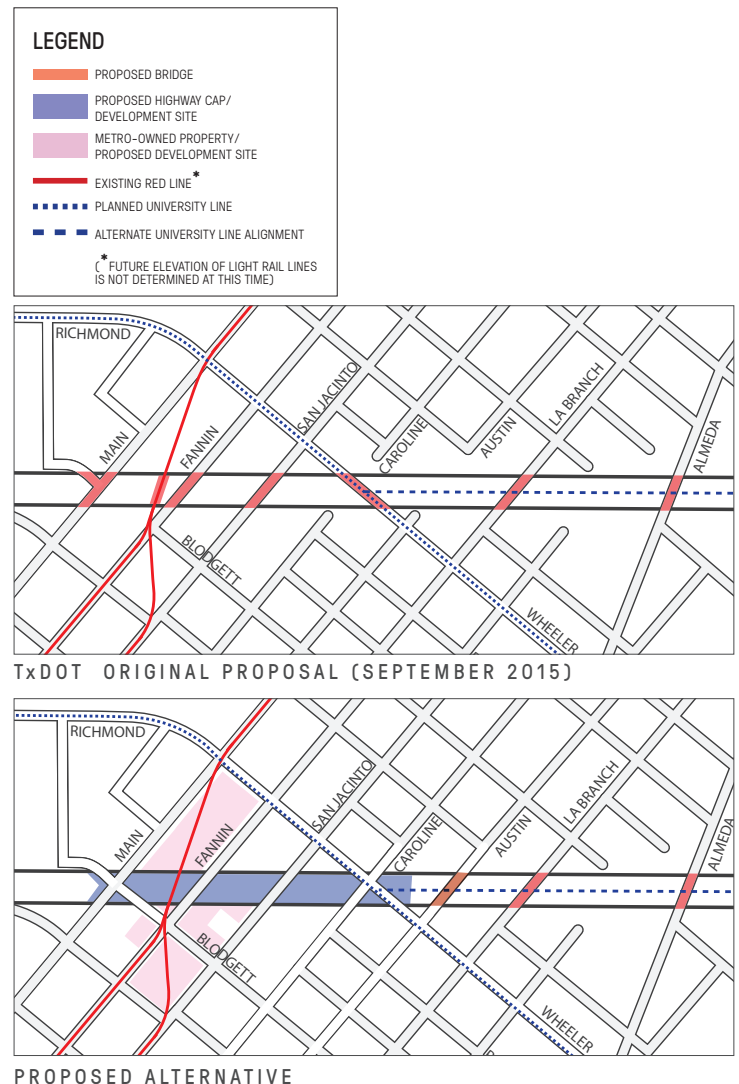 LEGEND
PROPOSED BRIDGE
PROPOSED HIGHWAY CAP/
DEVELOPMENT SITE
METRO-OWNED PROPERTY/
PROPOSED DEVELOPMENT SITE
EXISTING RED LINE*
PLANNED UNIVERSITY LINE
ALTERNATE UNIVERSITY LINE ALIGNMENT
(*FUTURE ELEVATION OF LIGHT RAIL LINES
IS NOT DETERMINED AT THIS TIME)
RICHMOND
MAIN
FANNIN
SAN JACINTO
CAROLINE
AUSTIN
LA BRANCH
ALMEDA
BLODGETT
WHEELER
TxDOT ORIGINAL PROPOSAL (SEPTEMBER 2015)
RICHMOND
MAIN
FANNIN
SAN JACINTO
CAROLINE
AUSTIN
LA BRANCH
ALMEDA
BLODGETT
WHEELER
PROPOSED ALTERNATIVE